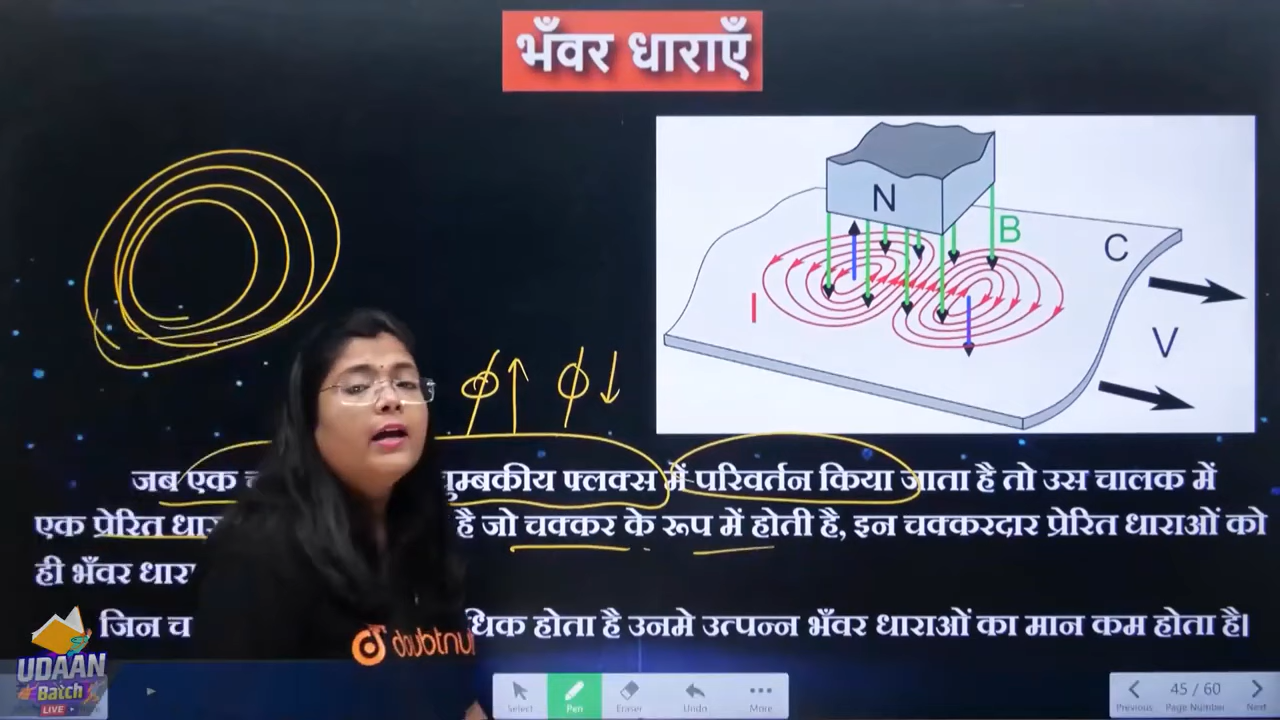 भँवर धाराएँ
N
B
C
I
V
ϕ↑ ϕ↓
जब एक चुम्बकीय फ्लक्स में परिवर्तन किया जाता है तो उस चालक में
एक प्रेरित है जो चक्कर के रूप में होती है, इन चक्करदार प्रेरित धाराओं को
ही भँवर
जिन होता है उनमे उत्पन्न भँवर धाराओं का मान कम होता है।
doubtnut
UDAAN
Batch
LIVE
Select Pen Eraser Undo More
45 / 60
Previous Page Number Next